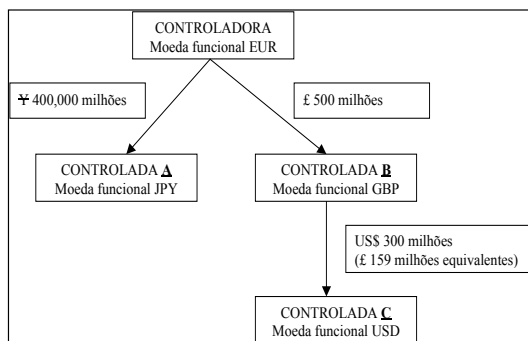 CONTROLADORA
Moeda funcional EUR
¥ 400,000 milhões
£ 500 milhões
CONTROLADA A
Moeda funcional JPY
CONTROLADA B
Moeda funcional GBP
US$ 300 milhões
(£ 159 milhões equivalentes)
CONTROLADA C
Moeda funcional USD